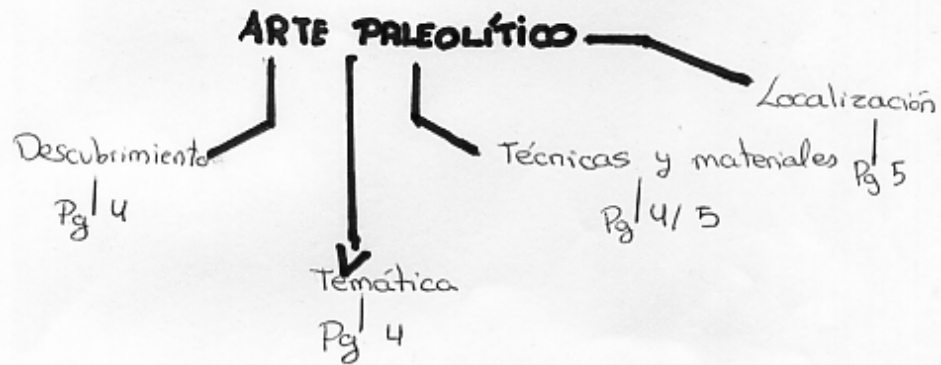 ARTE PALEOLÍTICO
Localización
Pg 5
Descubrimiento
Pg 4
Técnicas y materiales
Pg 4/5
Temática
Pg 4